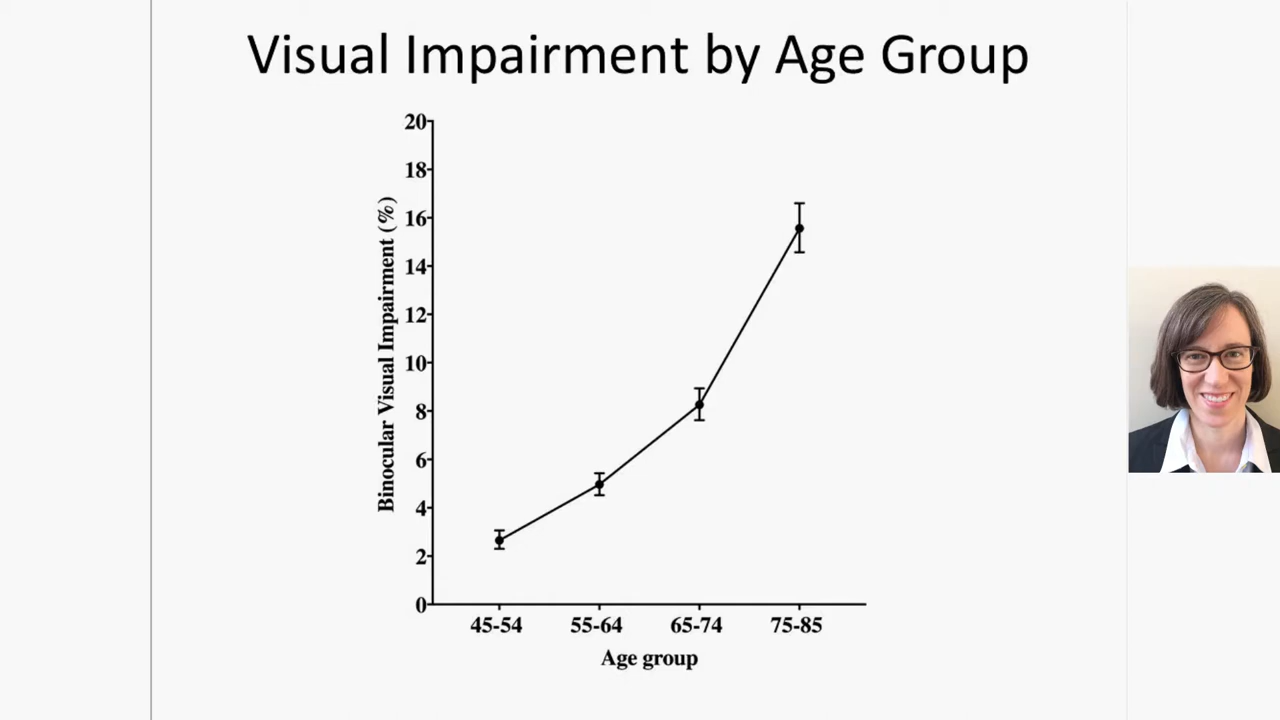 Visual Impairment by Age Group
20
18
16
14
12
10
8
6
4
2
0
Binocular Visual Impairment (%)
45-54 55-64 65-74 75-85
Age group